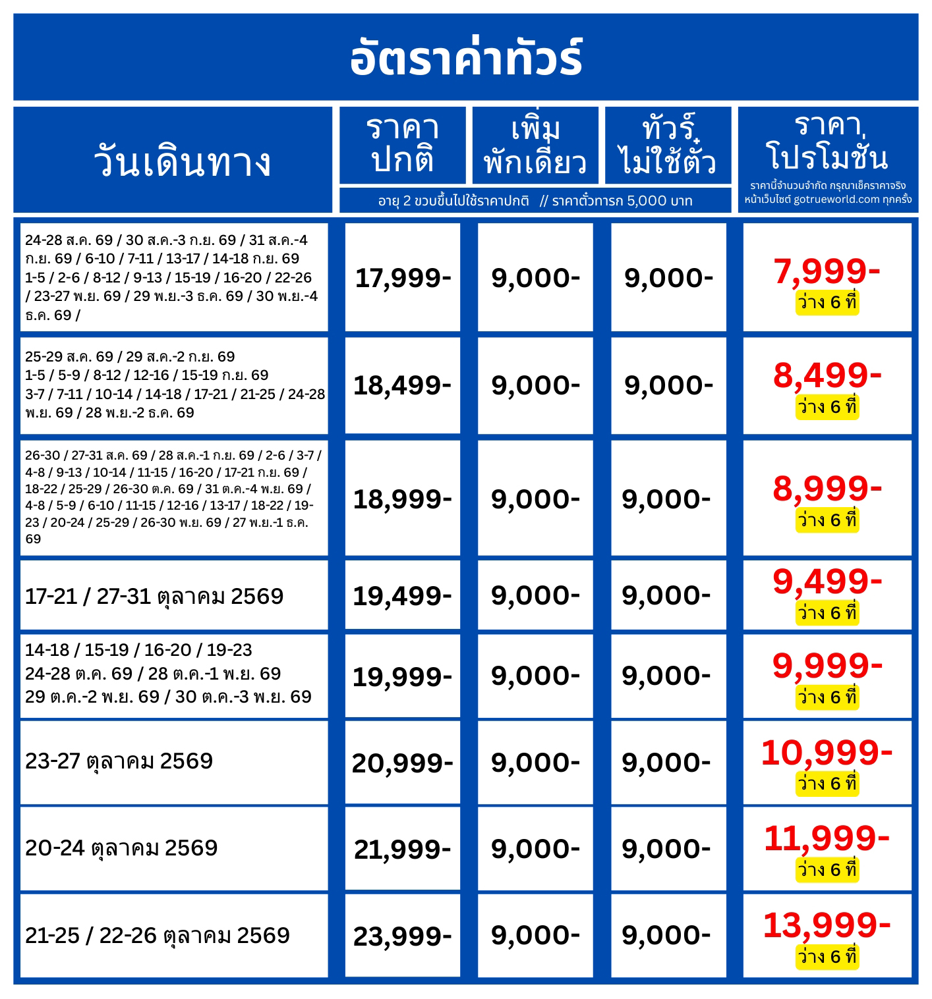 อัตราค่าทัวร์
วันเดินทาง
ราคา
ปกติ
เพิ่ม
พักเดี่ยว
ทัวร์
ไม่ใช้ตั๋ว
ราคา
โปรโมชั่น
ราคานี้จำนวนจำกัด กรุณาเช็คราคาจริง
หน้าเว็บไซต์ gotrueworld.com ทุกครั้ง
อายุ 2 ขวบขึ้นไปใช้ราคาปกติ // ราคาตั๋วทารก 5,000 บาท
24-28 ส.ค. 69 / 30 ส.ค.-3 ก.ย. 69 / 31 ส.ค.-4
ก.ย. 69 / 6-10 / 7-11 / 13-17 / 14-18 ก.ย. 69
1-5 / 2-6 / 8-12 / 9-13 / 15-19 / 16-20 / 22-26
/ 23-27 พ.ย. 69 / 29 พ.ย.-3 ธ.ค. 69 / 30 พ.ย.-4
ธ.ค. 69 /
17,999-
9,000-
9,000-
7,999-
ว่าง 6 ที่
25-29 ส.ค. 69 / 29 ส.ค.-2 ก.ย. 69
1-5 / 5-9 / 8-12 / 12-16 / 15-19 ก.ย. 69
3-7 / 7-11 / 10-14 / 14-18 / 17-21 / 21-25 / 24-28
พ.ย. 69 / 28 พ.ย.-2 ธ.ค. 69
18,499-
9,000-
9,000-
8,499-
ว่าง 6 ที่
26-30 / 27-31 ส.ค. 69 / 28 ส.ค.-1 ก.ย. 69 / 2-6 / 3-7 /
4-8 / 9-13 / 10-14 / 11-15 / 16-20 / 17-21 ก.ย. 69 /
18-22 / 25-29 / 26-30 ต.ค. 69 / 31 ต.ค.-4 พ.ย. 69 /
4-8 / 5-9 / 6-10 / 11-15 / 12-16 / 13-17 / 18-22 / 19-
23 / 20-24 / 25-29 / 26-30 พ.ย. 69 / 27 พ.ย.-1 ธ.ค.
69
18,999-
9,000-
9,000-
8,999-
ว่าง 6 ที่
17-21 / 27-31 ตุลาคม 2569
19,499-
9,000-
9,000-
9,499-
ว่าง 6 ที่
14-18 / 15-19 / 16-20 / 19-23
24-28 ต.ค. 69 / 28 ต.ค.-1 พ.ย. 69
29 ต.ค.-2 พ.ย. 69 / 30 ต.ค.-3 พ.ย. 69
19,999-
9,000-
9,000-
9,999-
ว่าง 6 ที่
23-27 ตุลาคม 2569
20,999-
9,000-
9,000-
10,999-
ว่าง 6 ที่
20-24 ตุลาคม 2569
21,999-
9,000-
9,000-
11,999-
ว่าง 6 ที่
21-25 / 22-26 ตุลาคม 2569
23,999-
9,000-
9,000-
13,999-
ว่าง 6 ที่